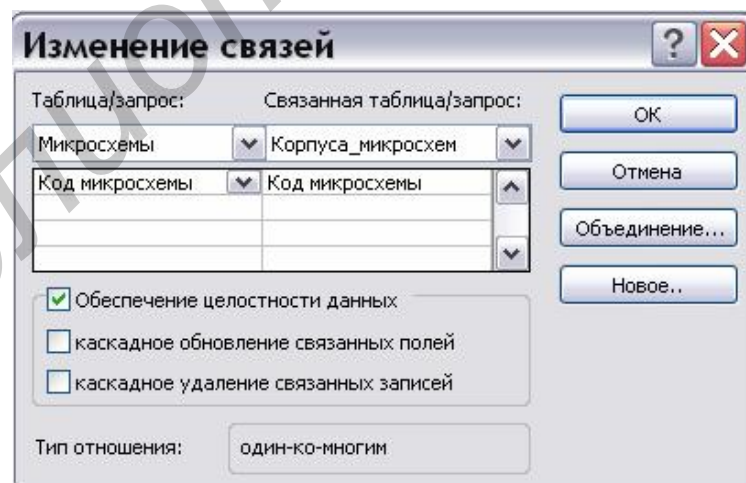 Изменение связей
Таблица/запрос: Связанная таблица/запрос:
Микросхемы Корпуса_микросхем
Код микросхемы Код микросхемы
Обеспечение целостности данных
каскадное обновление связанных полей
каскадное удаление связанных записей
Тип отношения: один-ко-многим
ОК
Отмена
Объединение...
Новое..